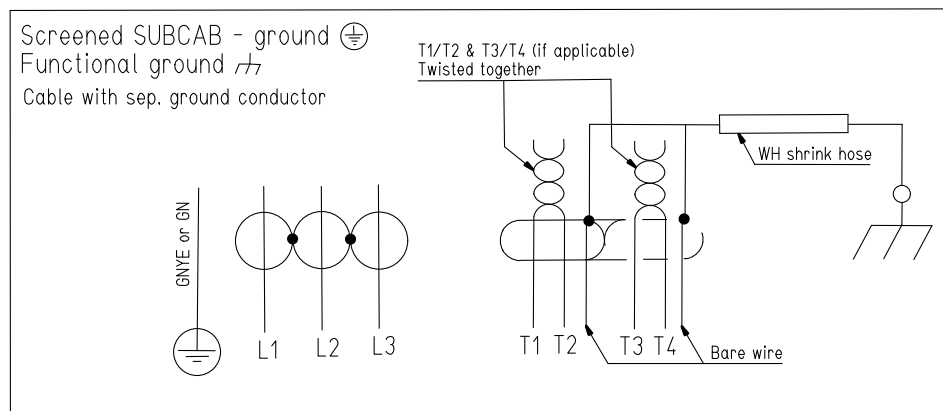 Screened SUBCAB - ground
Functional ground
Cable with sep. ground conductor
T1/T2 & T3/T4 (if applicable)
Twisted together
WH shrink hose
GNYE or GN
L1 L2 L3
T1 T2 T3 T4
Bare wire